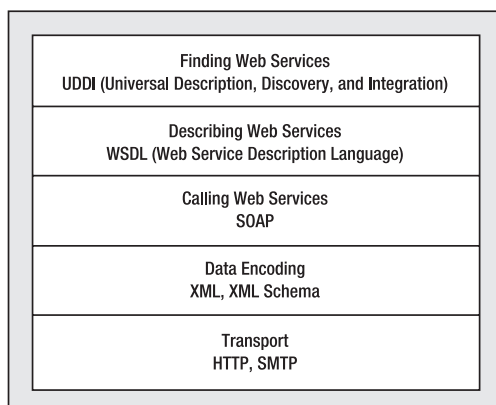 Finding Web Services
UDDI (Universal Description, Discovery, and Integration)
Describing Web Services
WSDL (Web Service Description Language)
Calling Web Services
SOAP
Data Encoding
XML, XML Schema
Transport
HTTP, SMTP